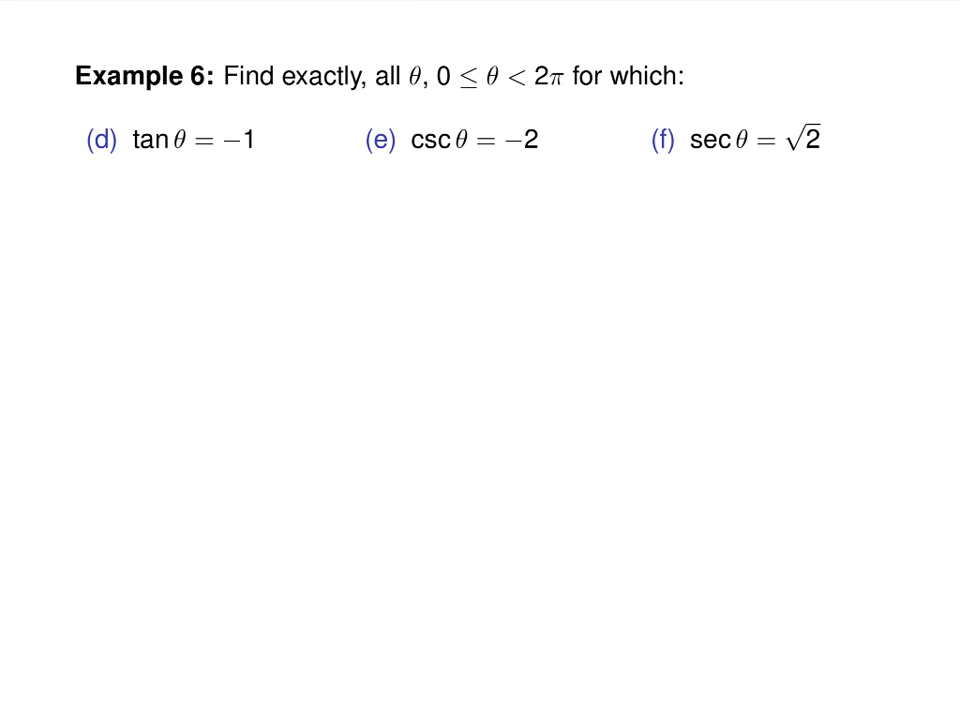 Example 6: Find exactly, all θ, 0 ≤ θ < 2π for which:
(d) tan θ = −1 (e) csc θ = −2 (f) sec θ = √2